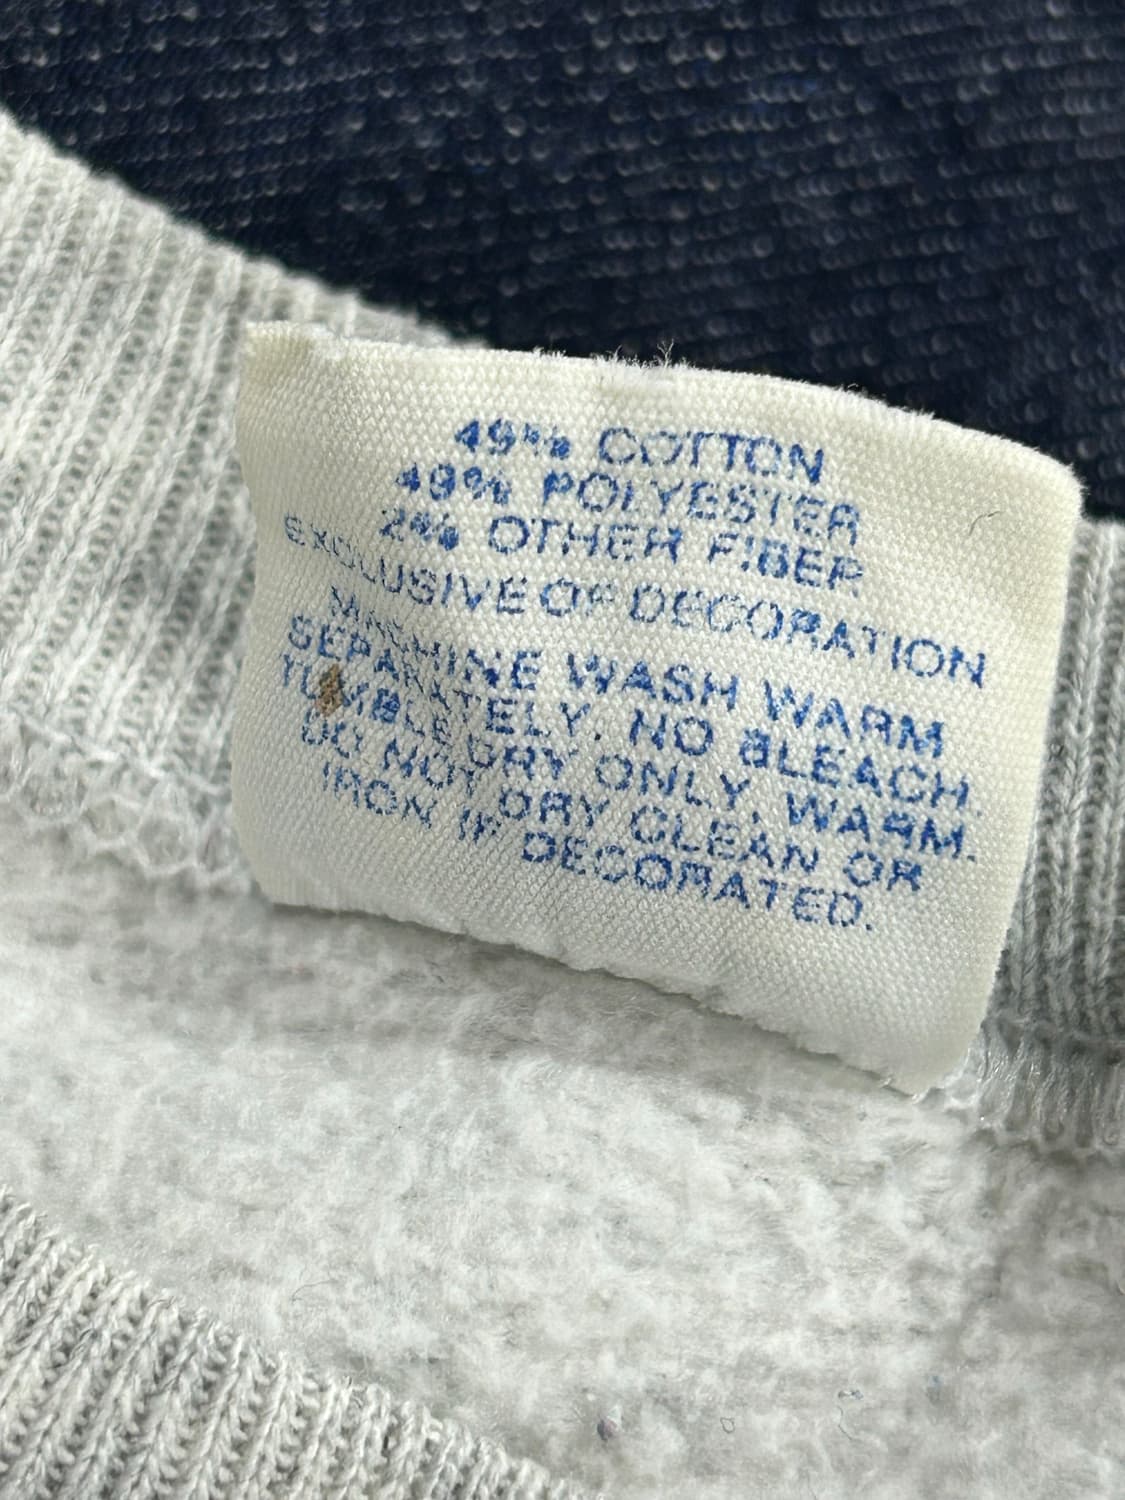 49% COTTON
49% POLYESTER
2% OTHER FIBER
EXCLUSIVE OF DECORATION
MACHINE WASH WARM
SEPARATELY. NO BLEACH.
TUMBLE DRY ONLY, WARM.
DO NOT DRY CLEAN OR
IRON IF DECORATED.